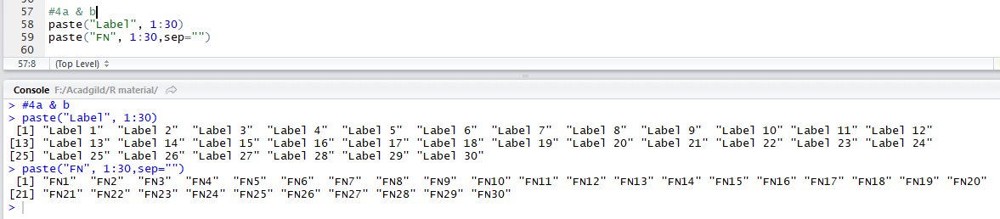 57 #4a & b
58 paste("Label", 1:30)
59 paste("FN", 1:30,sep="")
60
57:8 (Top Level)
Console F:/Acadgild/R material/
> #4a & b
> paste("Label", 1:30)
[1] "Label 1" "Label 2" "Label 3" "Label 4" "Label 5" "Label 6" "Label 7" "Label 8" "Label 9" "Label 10" "Label 11" "Label 12"
[13] "Label 13" "Label 14" "Label 15" "Label 16" "Label 17" "Label 18" "Label 19" "Label 20" "Label 21" "Label 22" "Label 23" "Label 24"
[25] "Label 25" "Label 26" "Label 27" "Label 28" "Label 29" "Label 30"
> paste("FN", 1:30,sep="")
[1] "FN1" "FN2" "FN3" "FN4" "FN5" "FN6" "FN7" "FN8" "FN9" "FN10" "FN11" "FN12" "FN13" "FN14" "FN15" "FN16" "FN17" "FN18" "FN19" "FN20"
[21] "FN21" "FN22" "FN23" "FN24" "FN25" "FN26" "FN27" "FN28" "FN29" "FN30"
>